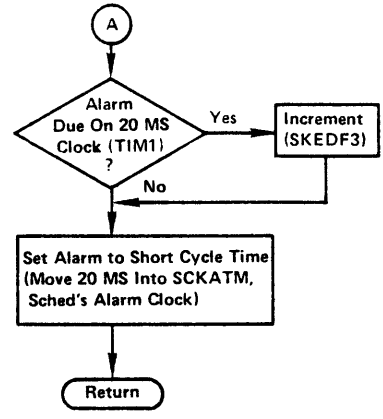 A
Alarm
Due On 20 MS
Clock (TIM1)
?
Yes
Increment
(SKEDF3)
No
Set Alarm to Short Cycle Time
(Move 20 MS Into SCKATM,
Sched's Alarm Clock)
Return